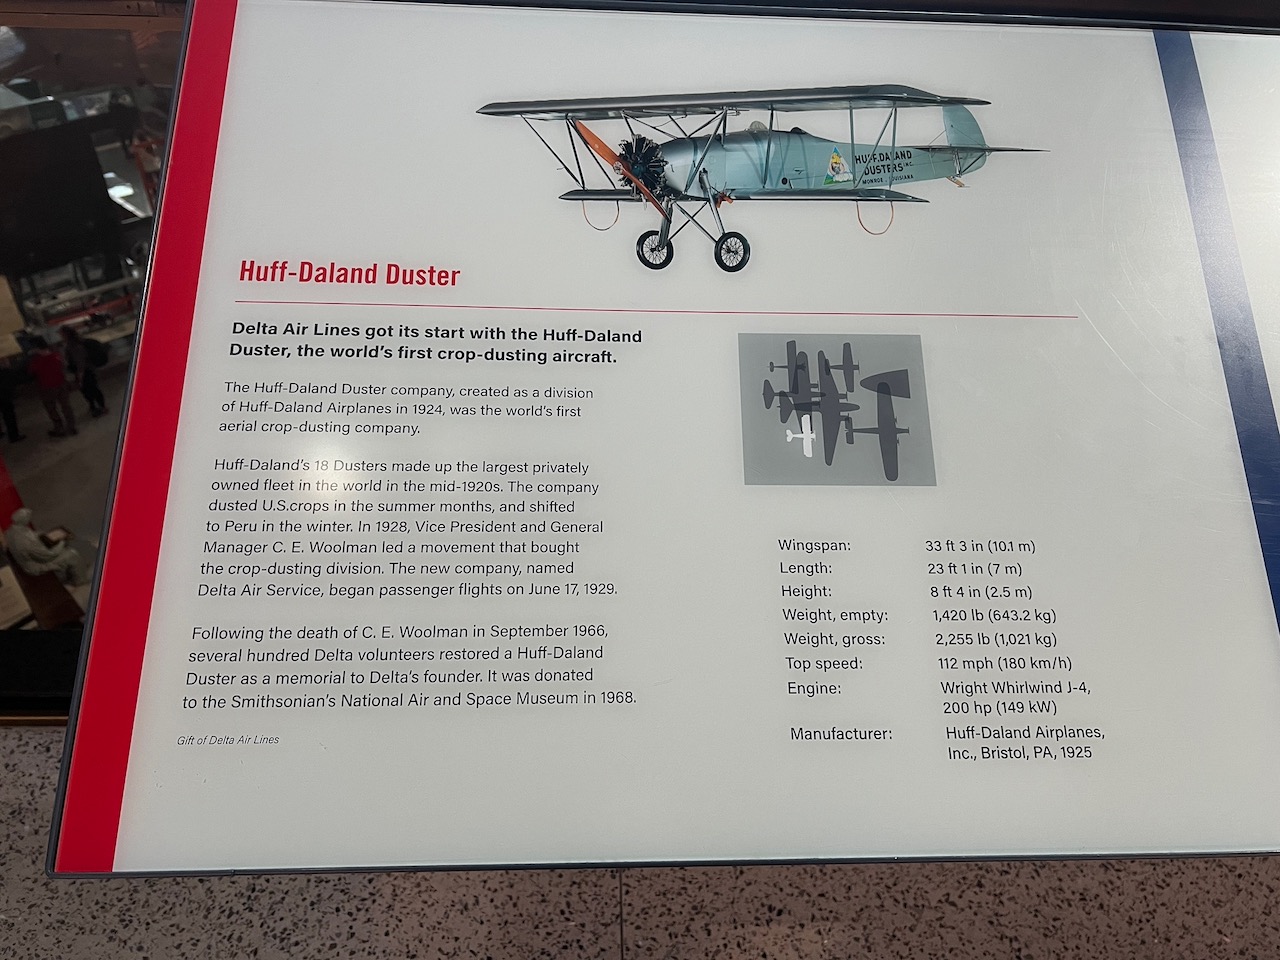 HUFF-DALAND
DUSTERS INC.
MONROE, LOUISIANA
Huff-Daland Duster
Delta Air Lines got its start with the Huff-Daland
Duster, the world's first crop-dusting aircraft.
The Huff-Daland Duster company, created as a division
of Huff-Daland Airplanes in 1924, was the world's first
aerial crop-dusting company.
Huff-Daland's 18 Dusters made up the largest privately
owned fleet in the world in the mid-1920s. The company
dusted U.S.crops in the summer months, and shifted
to Peru in the winter. In 1928, Vice President and General
Manager C. E. Woolman led a movement that bought
the crop-dusting division. The new company, named
Delta Air Service, began passenger flights on June 17, 1929.
Following the death of C. E. Woolman in September 1966,
several hundred Delta volunteers restored a Huff-Daland
Duster as a memorial to Delta's founder. It was donated
to the Smithsonian's National Air and Space Museum in 1968.
Gift of Delta Air Lines
Wingspan: 33 ft 3 in (10.1 m)
Length: 23 ft 1 in (7 m)
Height: 8 ft 4 in (2.5 m)
Weight, empty: 1,420 lb (643.2 kg)
Weight, gross: 2,255 lb (1,021 kg)
Top speed: 112 mph (180 km/h)
Engine: Wright Whirlwind J-4,
200 hp (149 kW)
Manufacturer: Huff-Daland Airplanes,
Inc., Bristol, PA, 1925